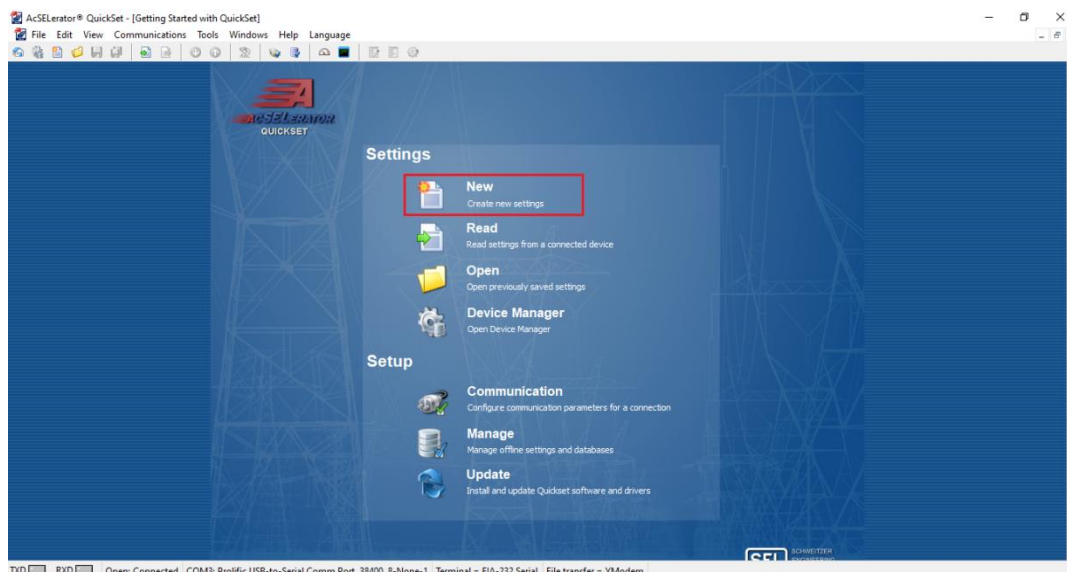 AcSELerator® QuickSet - [Getting Started with QuickSet]
File Edit View Communications Tools Windows Help Language
ACSELERATOR
QUICKSET
Settings
New
Create new settings
Read
Read settings from a connected device
Open
Open previously saved settings
Device Manager
Open Device Manager
Setup
Communication
Configure communication parameters for a connection
Manage
Manage offline settings and databases
Update
Install and update Quickset software and drivers
SEL SCHWEITZER
ENGINEERING
TXD RXD Open: Connected COM3: Prolific USB-to-Serial Comm Port 38400 8-None-1 Terminal = EIA-232 Serial File transfer = YModem